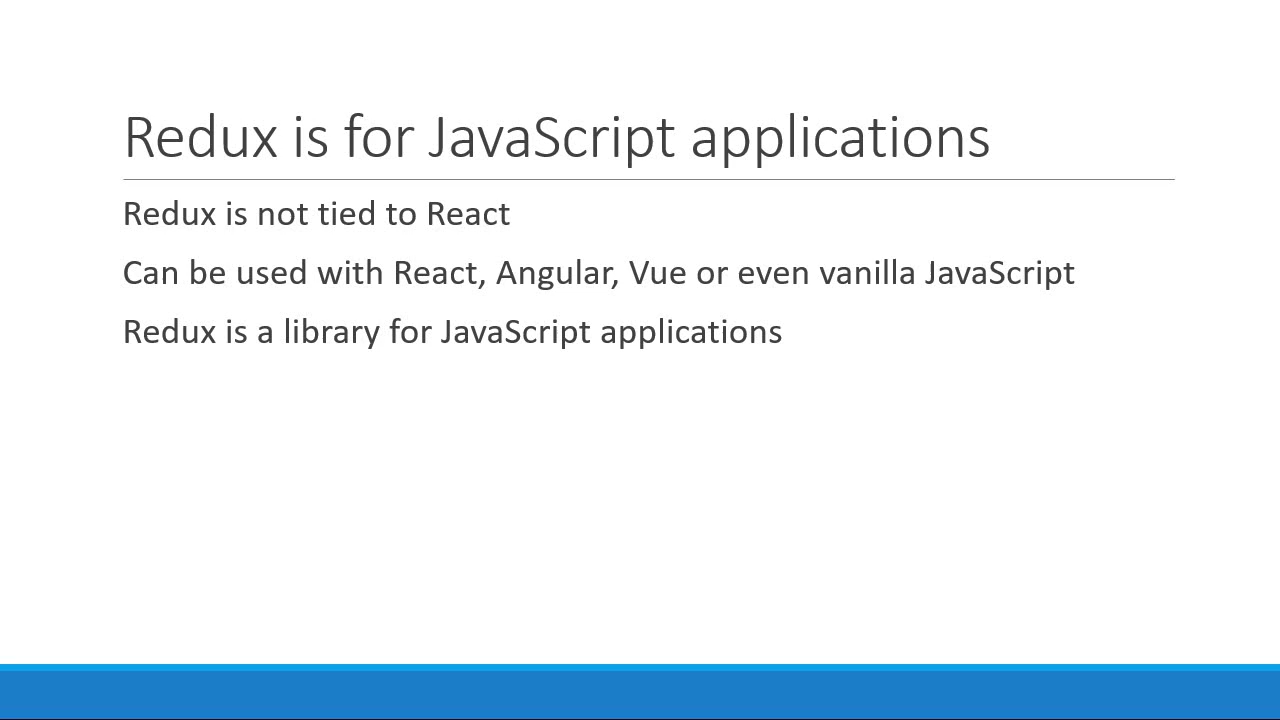 Redux is for JavaScript applications
Redux is not tied to React
Can be used with React, Angular, Vue or even vanilla JavaScript
Redux is a library for JavaScript applications